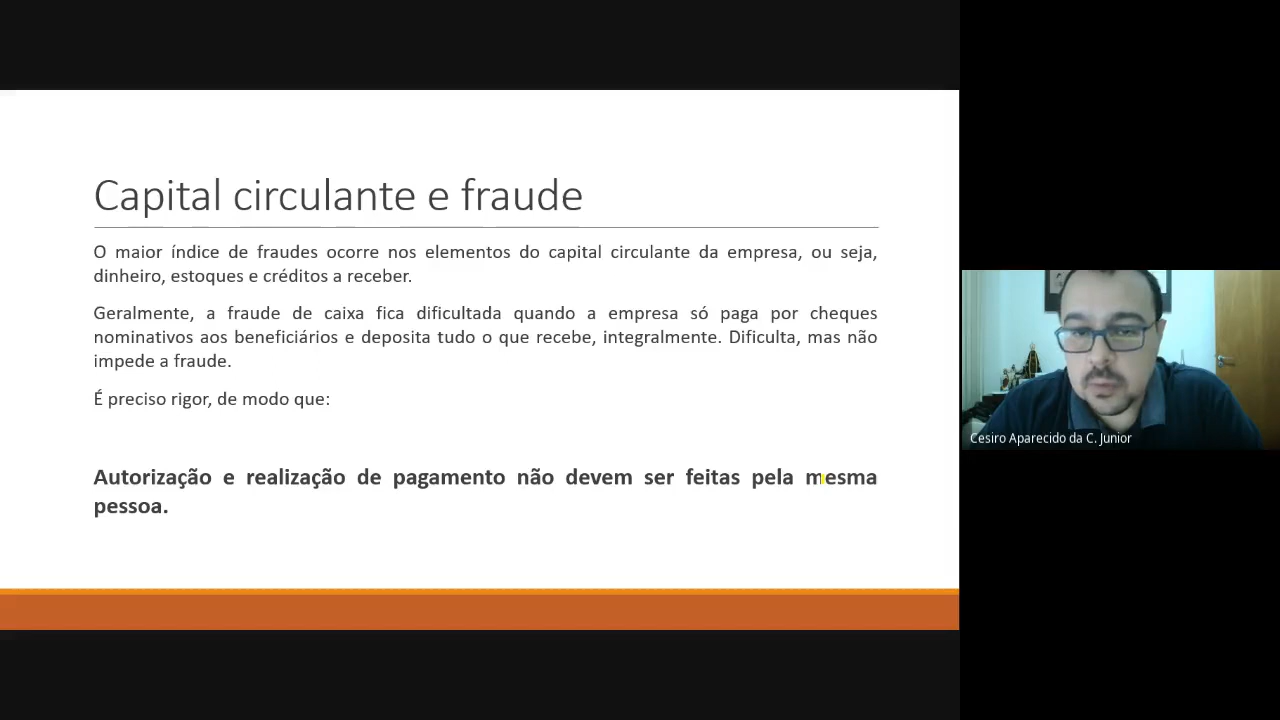 Capital circulante e fraude
O maior índice de fraudes ocorre nos elementos do capital circulante da empresa, ou seja,
dinheiro, estoques e créditos a receber.
Geralmente, a fraude de caixa fica dificultada quando a empresa só paga por cheques
nominativos aos beneficiários e deposita tudo o que recebe, integralmente. Dificulta, mas não
impede a fraude.
É preciso rigor, de modo que:
Autorização e realização de pagamento não devem ser feitas pela mesma
pessoa.
Cesiro Aparecido da C. Junior